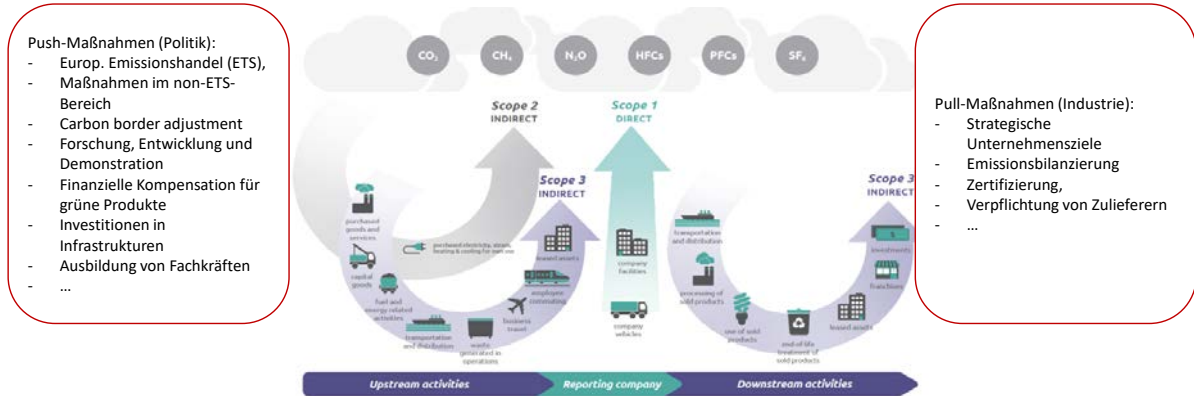 Push-Maßnahmen (Politik):
- Europ. Emissionshandel (ETS),
- Maßnahmen im non-ETS-
Bereich
- Carbon border adjustment
- Forschung, Entwicklung und
Demonstration
- Finanzielle Kompensation für
grüne Produkte
- Investitionen in
Infrastrukturen
- Ausbildung von Fachkräften
- ...
CO₂ CH₄ N₂O HFCs PFCs SF₆
Scope 2
INDIRECT
Scope 1
DIRECT
Scope 3
INDIRECT
Scope 3
INDIRECT
purchased
goods and
services
capital
goods
fuel and
energy related
activities
transportation
and distribution
waste
generated in
operations
business
travel
employee
commuting
leased assets
purchased electricity, steam,
heating & cooling for own use
company
facilities
company
vehicles
transportation
and distribution
processing of
sold products
use of sold
products
end-of-life
treatment of
sold products
leased assets
franchises
investments
Upstream activities
Reporting company
Downstream activities
Pull-Maßnahmen (Industrie):
- Strategische
Unternehmensziele
- Emissionsbilanzierung
- Zertifizierung,
- Verpflichtung von Zulieferern
- ...